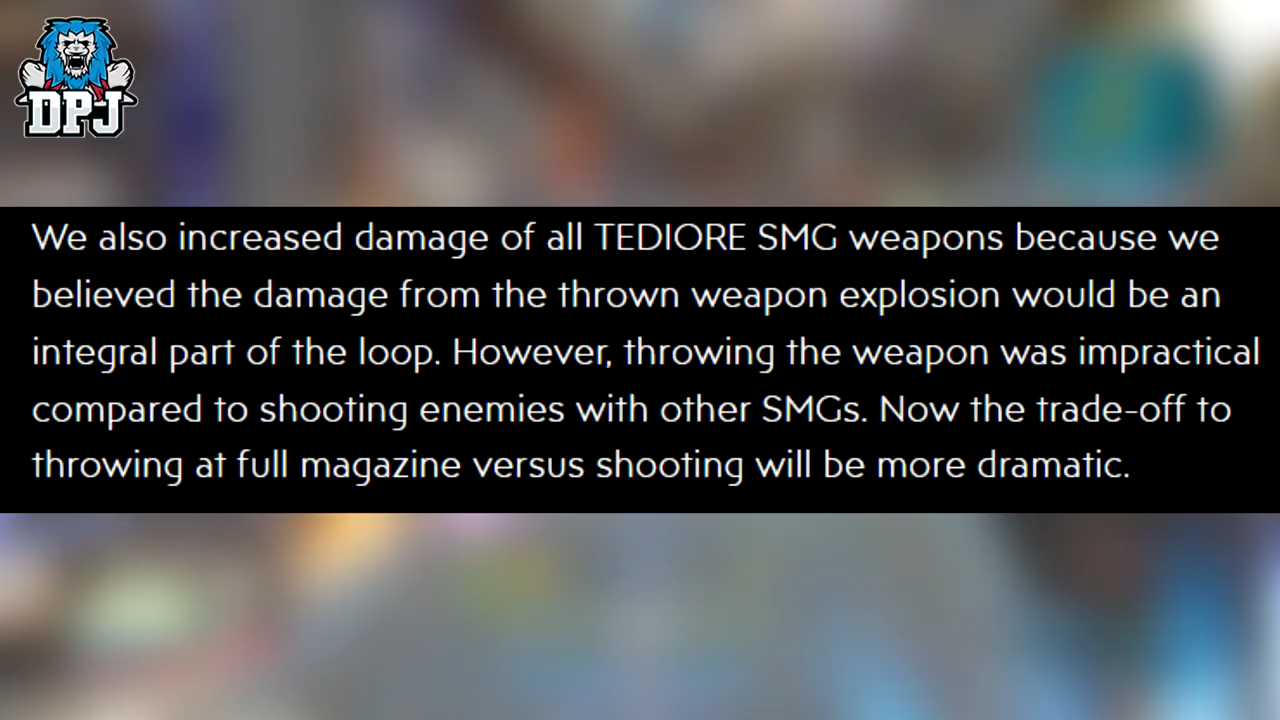 DPJ
We also increased damage of all TEDIORE SMG weapons because we
believed the damage from the thrown weapon explosion would be an
integral part of the loop. However, throwing the weapon was impractical
compared to shooting enemies with other SMGs. Now the trade-off to
throwing at full magazine versus shooting will be more dramatic.